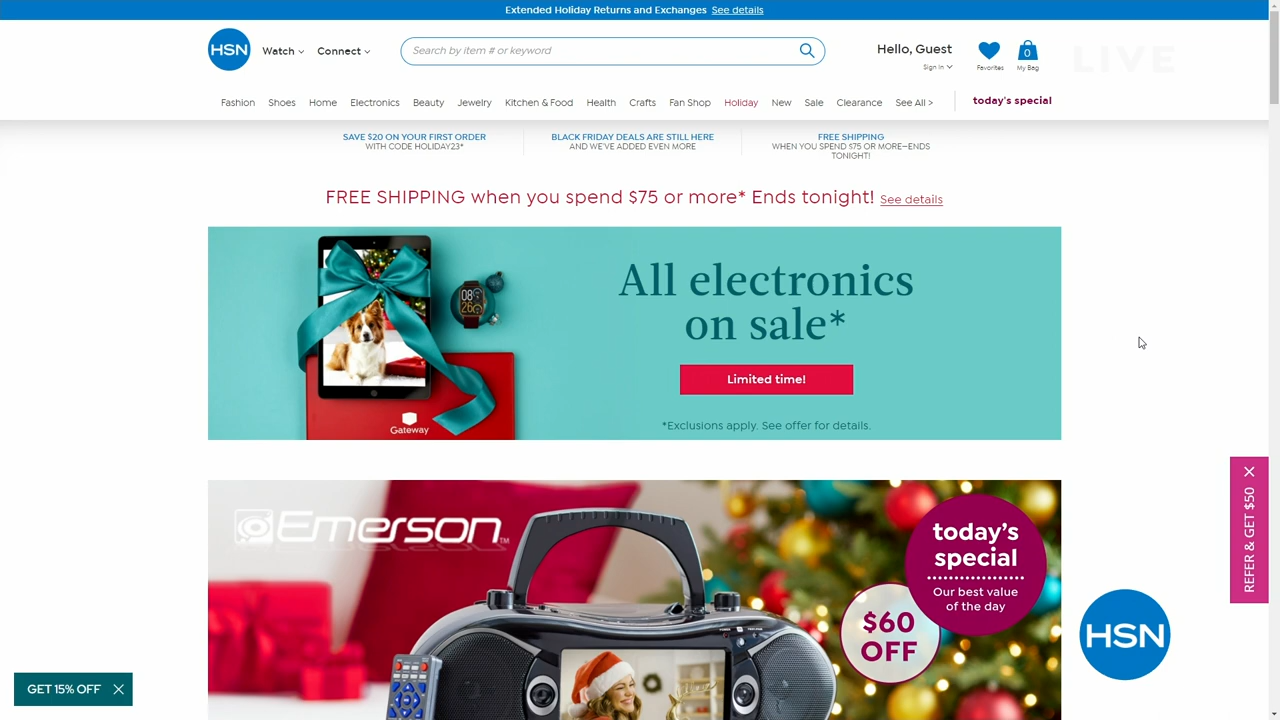 Extended Holiday Returns and Exchanges See details
HSN
Watch
Connect
Search by item # or keyword
Hello, Guest
Sign in
Favorites
0
My Bag
LIVE
Fashion Shoes Home Electronics Beauty Jewelry Kitchen & Food Health Crafts Fan Shop Holiday New Sale Clearance See All > today's special
SAVE $20 ON YOUR FIRST ORDER
WITH CODE HOLIDAY23*
BLACK FRIDAY DEALS ARE STILL HERE
AND WE'VE ADDED EVEN MORE
FREE SHIPPING
WHEN YOU SPEND $75 OR MORE—ENDS
TONIGHT!
FREE SHIPPING when you spend $75 or more* Ends tonight! See details
08
26
Gateway
All electronics
on sale*
Limited time!
*Exclusions apply. See offer for details.
Emerson™
today's
special
Our best value
of the day
$60
OFF
REFER & GET $50
HSN
GET 15% OFF